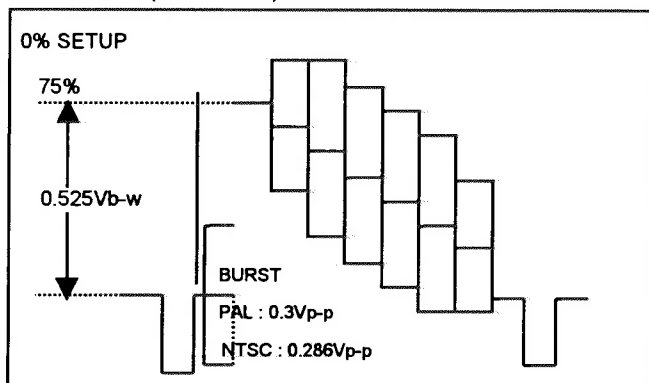 0% SETUP
75%
0.525Vb-w
BURST
PAL : 0.3Vp-p
NTSC : 0.286Vp-p